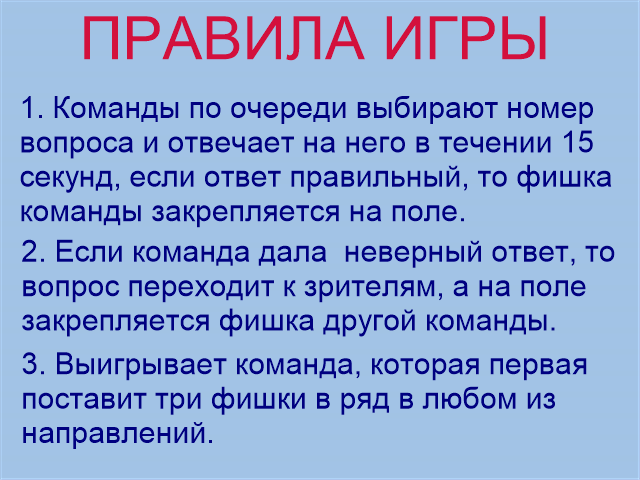 ПРАВИЛА ИГРЫ
1. Команды по очереди выбирают номер
вопроса и отвечает на него в течении 15
секунд, если ответ правильный, то фишка
команды закрепляется на поле.
2. Если команда дала  неверный ответ, то
вопрос переходит к зрителям, а на поле
закрепляется фишка другой команды.
3. Выигрывает команда, которая первая
поставит три фишки в ряд в любом из
направлений.